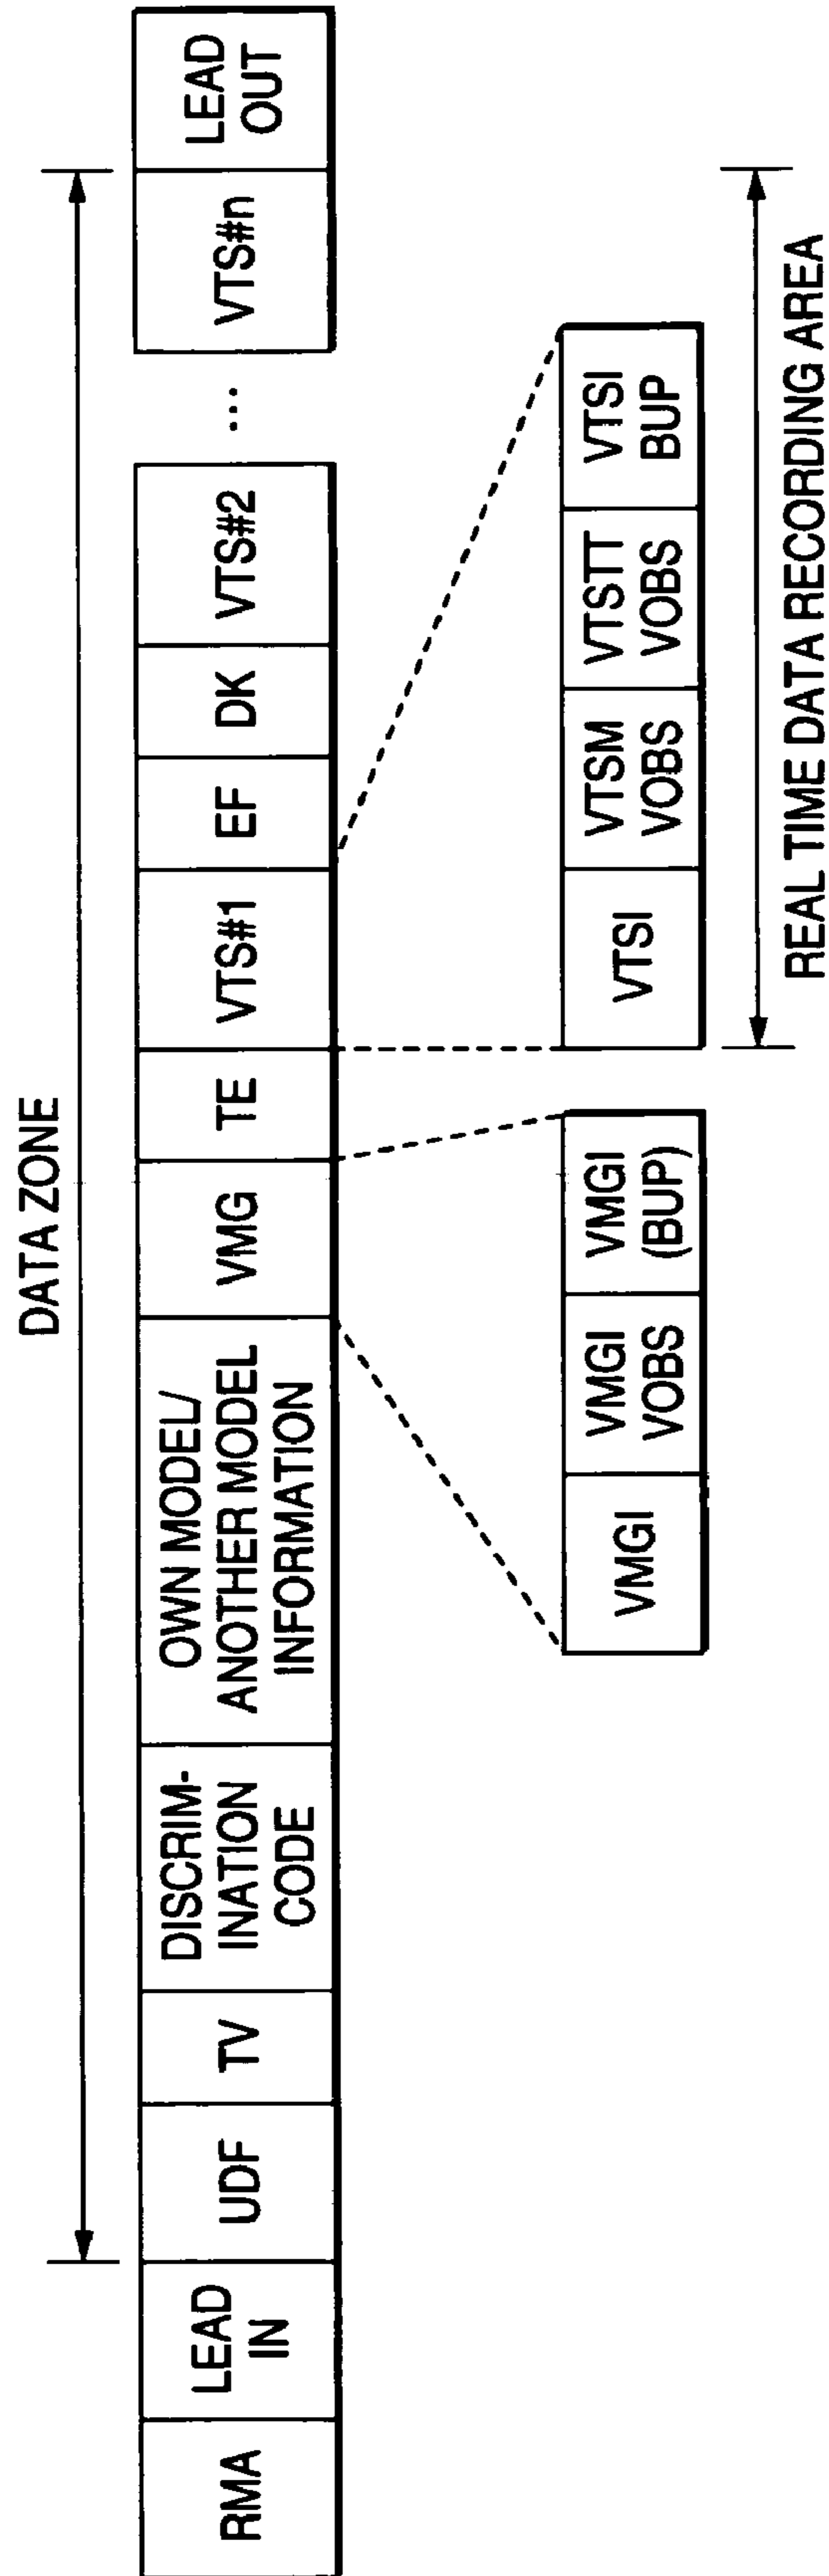 DATA ZONE
RMA
LEAD
IN
UDF
TV
DISCRIM-
INATION
CODE
OWN MODEL/
ANOTHER MODEL
INFORMATION
VMG
TE
VTS#1
EF
DK
VTS#2
...
VTS#n
LEAD
OUT
VMGI
VMGI
VOBS
VMGI
(BUP)
VTSI
VTSM
VOBS
VTSTT
VOBS
VTSI
BUP
REAL TIME DATA RECORDING AREA